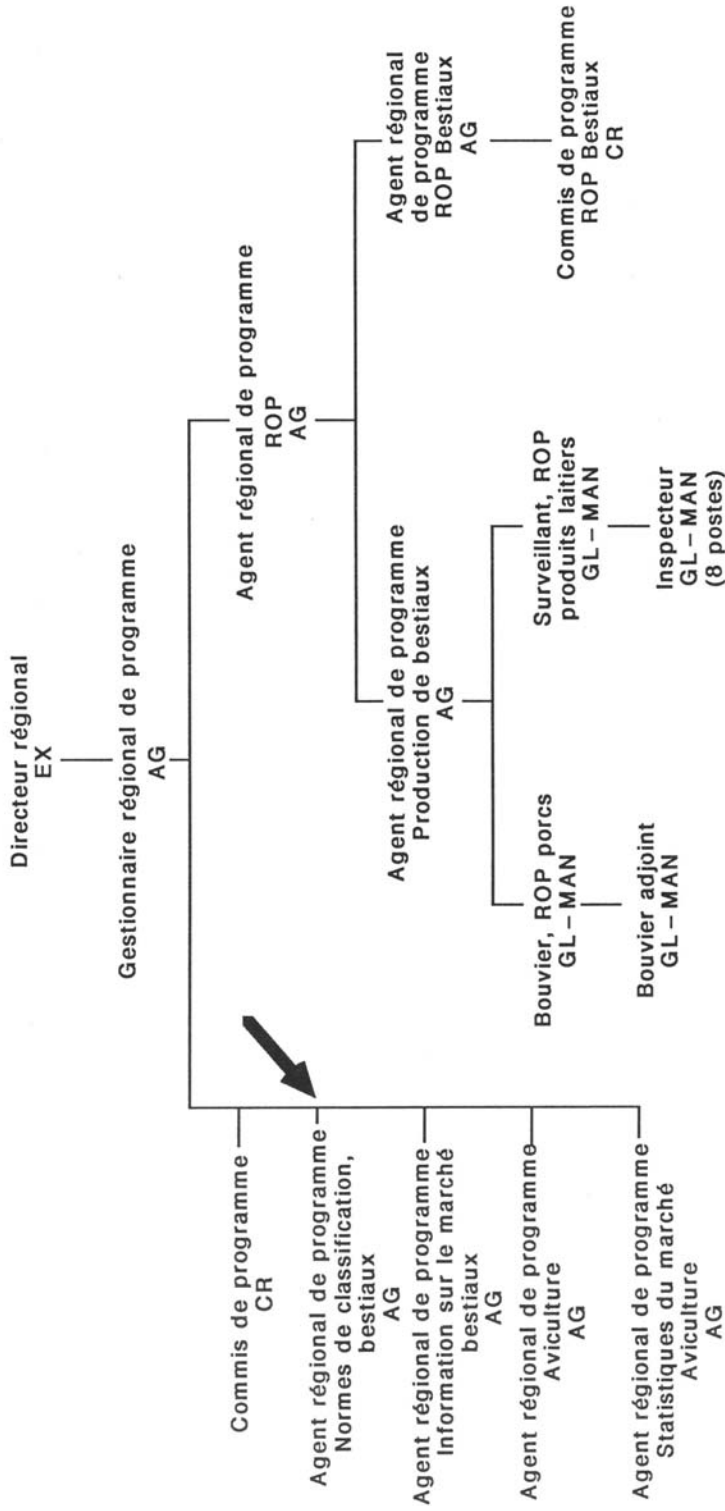 Directeur régional
EX
Gestionnaire régional de programme
AG
Commis de programme
CR
Agent régional de programme
Normes de classification,
bestiaux
AG
Agent régional de programme
Information sur le marché
bestiaux
AG
Agent régional de programme
Aviculture
AG
Agent régional de programme
Statistiques du marché
Aviculture
AG
Agent régional de programme
ROP
AG
Agent régional de programme
Production de bestiaux
AG
Bouvier, ROP porcs
GL – MAN
Bouvier adjoint
GL – MAN
Surveillant, ROP
produits laitiers
GL – MAN
Inspecteur
GL – MAN
(8 postes)
Agent régional
de programme
ROP Bestiaux
AG
Commis de programme
ROP Bestiaux
CR